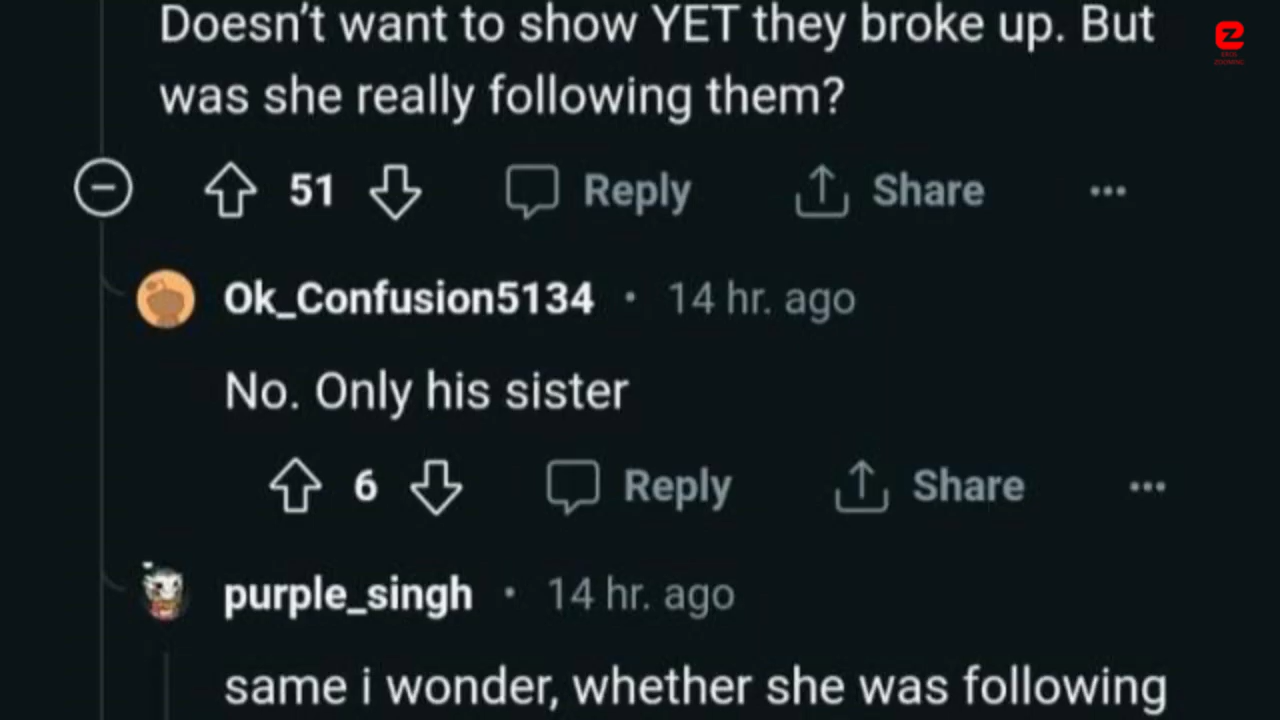 Doesn't want to show YET they broke up. But
was she really following them?
51 Reply Share
Ok_Confusion5134 • 14 hr. ago
No. Only his sister
6 Reply Share
purple_singh • 14 hr. ago
same i wonder, whether she was following